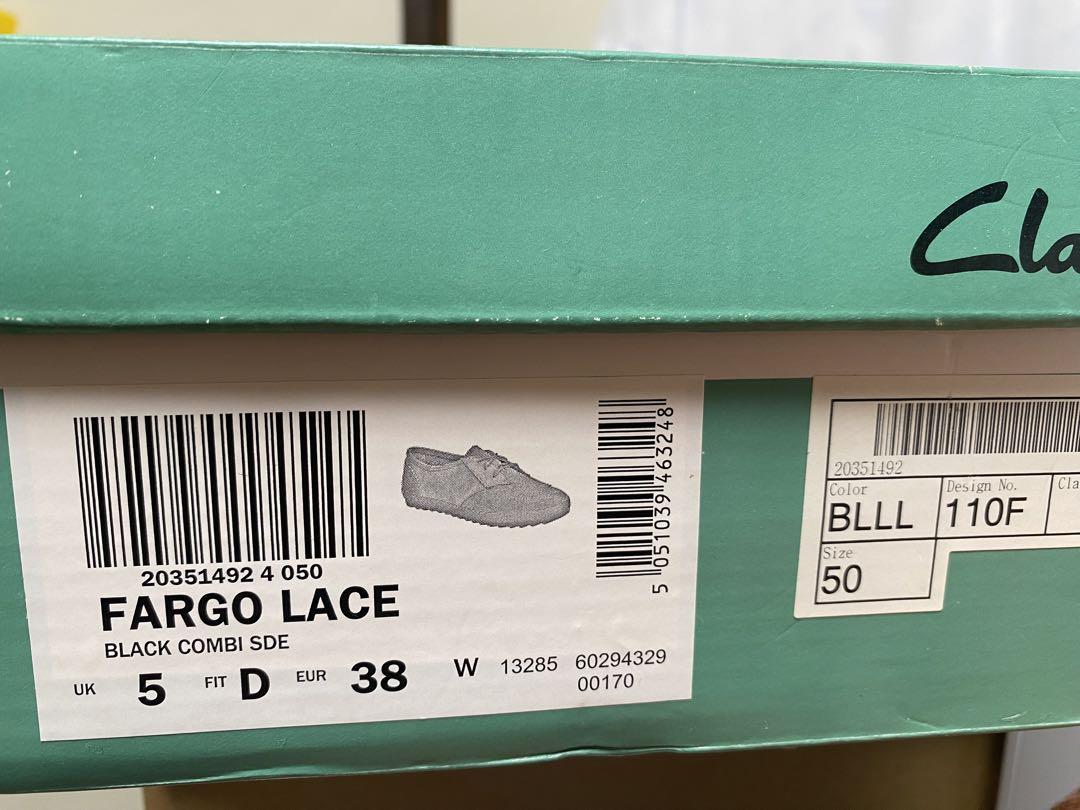 Cla
20351492 4 050
FARGO LACE
BLACK COMBI SDE
UK 5 FIT D EUR 38 W 13285 60294329
00170
5 051039 463248
20351492
Color Design No. Cla
BLLL 110F
Size
50